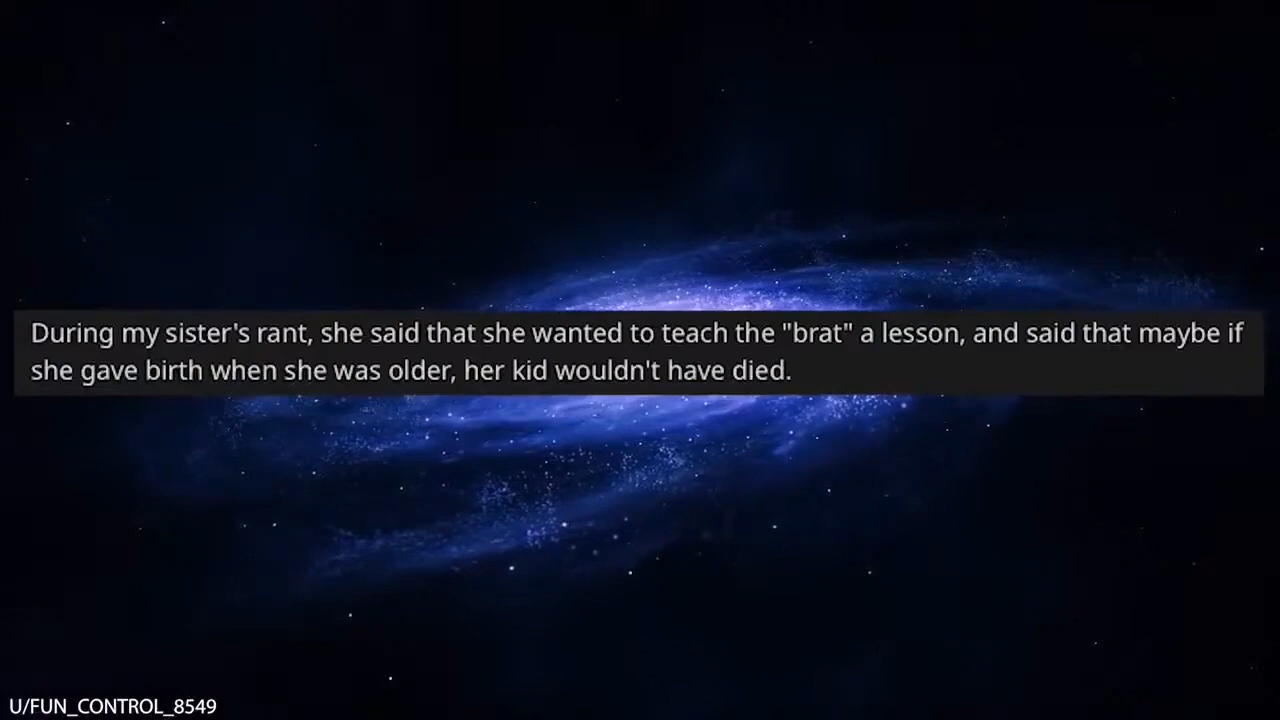 During my sister's rant, she said that she wanted to teach the "brat" a lesson, and said that maybe if
she gave birth when she was older, her kid wouldn't have died.
U/FUN_CONTROL_8549